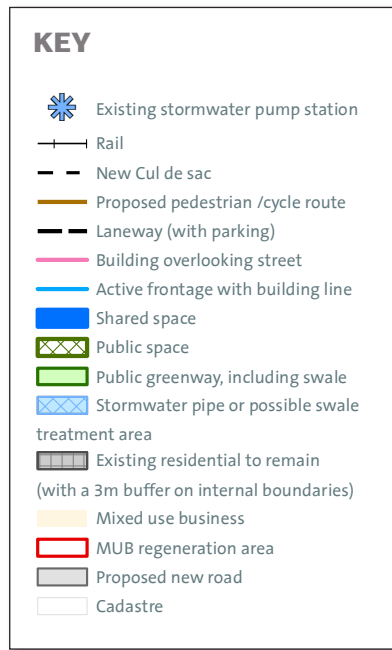 KEY
Existing stormwater pump station
Rail
New Cul de sac
Proposed pedestrian /cycle route
Laneway (with parking)
Building overlooking street
Active frontage with building line
Shared space
Public space
Public greenway, including swale
Stormwater pipe or possible swale
treatment area
Existing residential to remain
(with a 3m buffer on internal boundaries)
Mixed use business
MUB regeneration area
Proposed new road
Cadastre